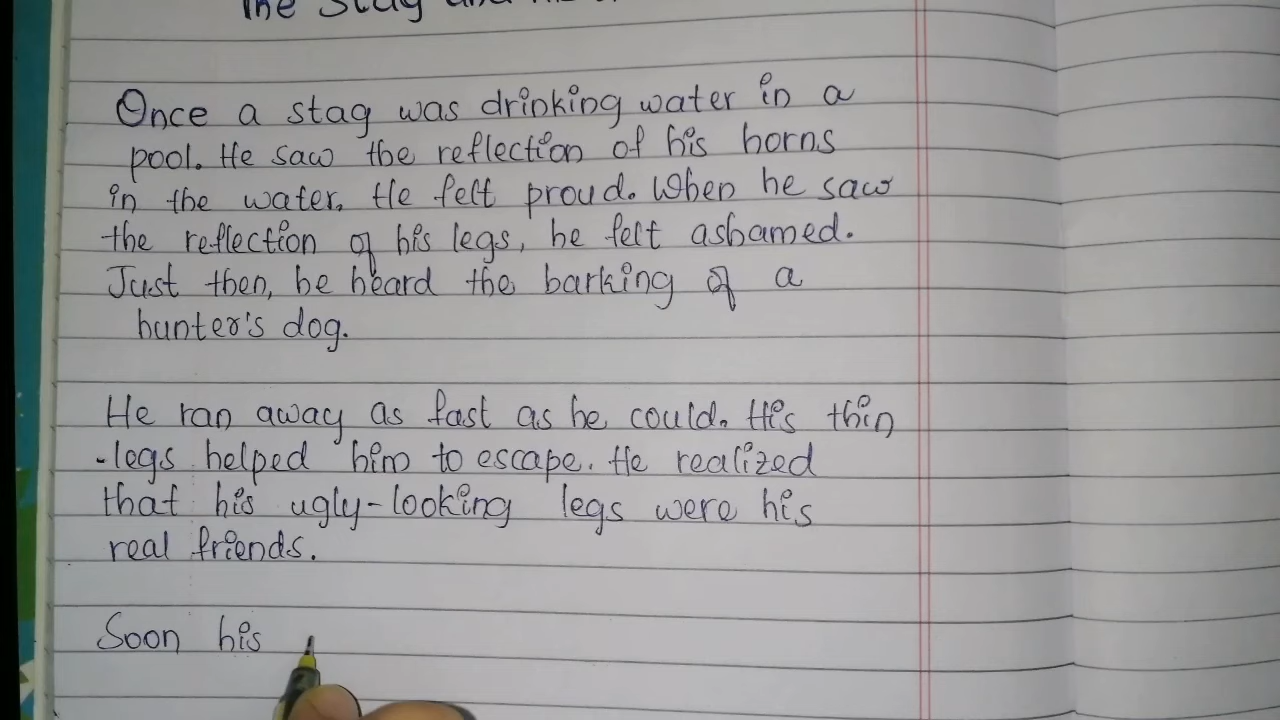 The Stag and
Once a stag was drinking water in a
pool. He saw the reflection of his horns
in the water. He felt proud. When he saw
the reflection of his legs, he felt ashamed.
Just then, he heard the barking of a
hunter's dog.
He ran away as fast as he could. His thin
-legs helped him to escape. He realized
that his ugly-looking legs were his
real friends.
Soon his